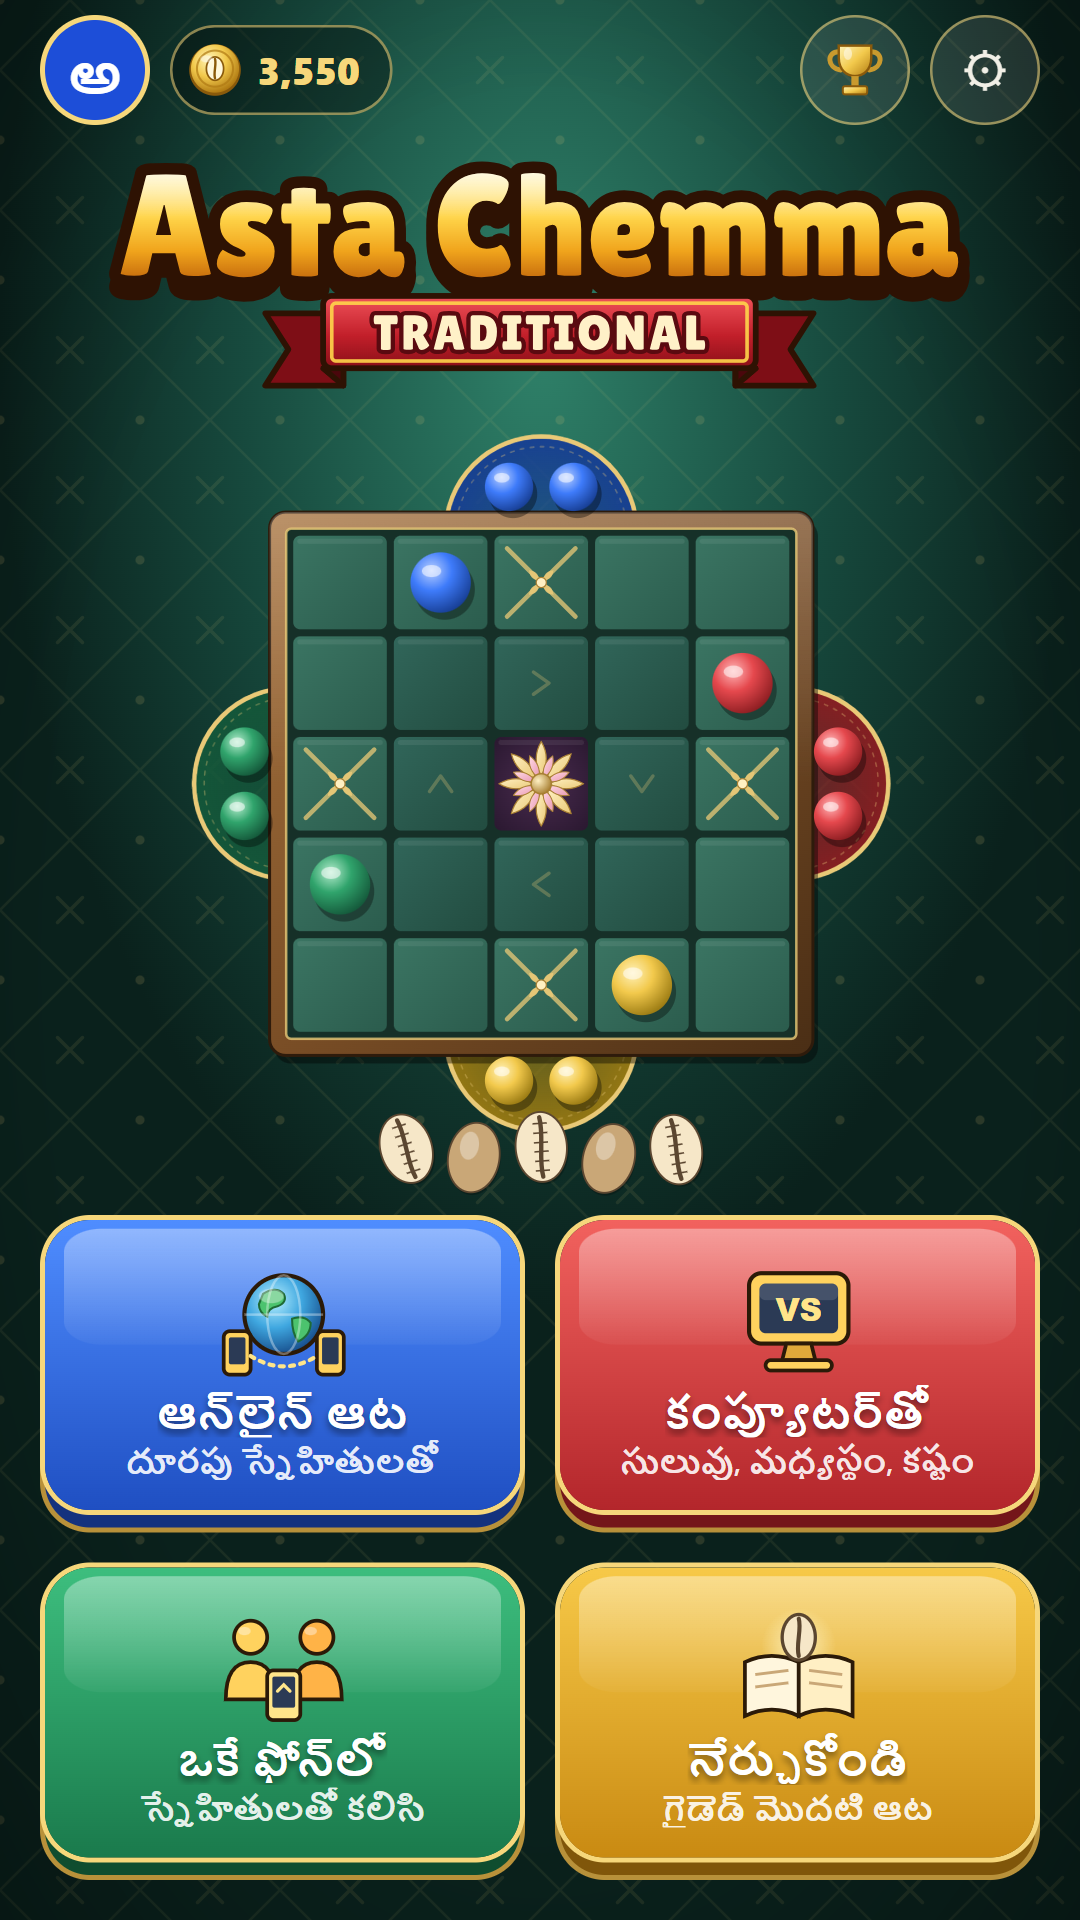 అ
3,550
Asta Chemma
TRADITIONAL
ఆన్‌లైన్ ఆట
దూరపు స్నేహితులతో
VS
కంప్యూటర్‌తో
సులువు, మధ్యస్థం, కష్టం
ఒకే ఫోన్‌లో
స్నేహితులతో కలిసి
నేర్చుకోండి
గైడెడ్ మొదటి ఆట